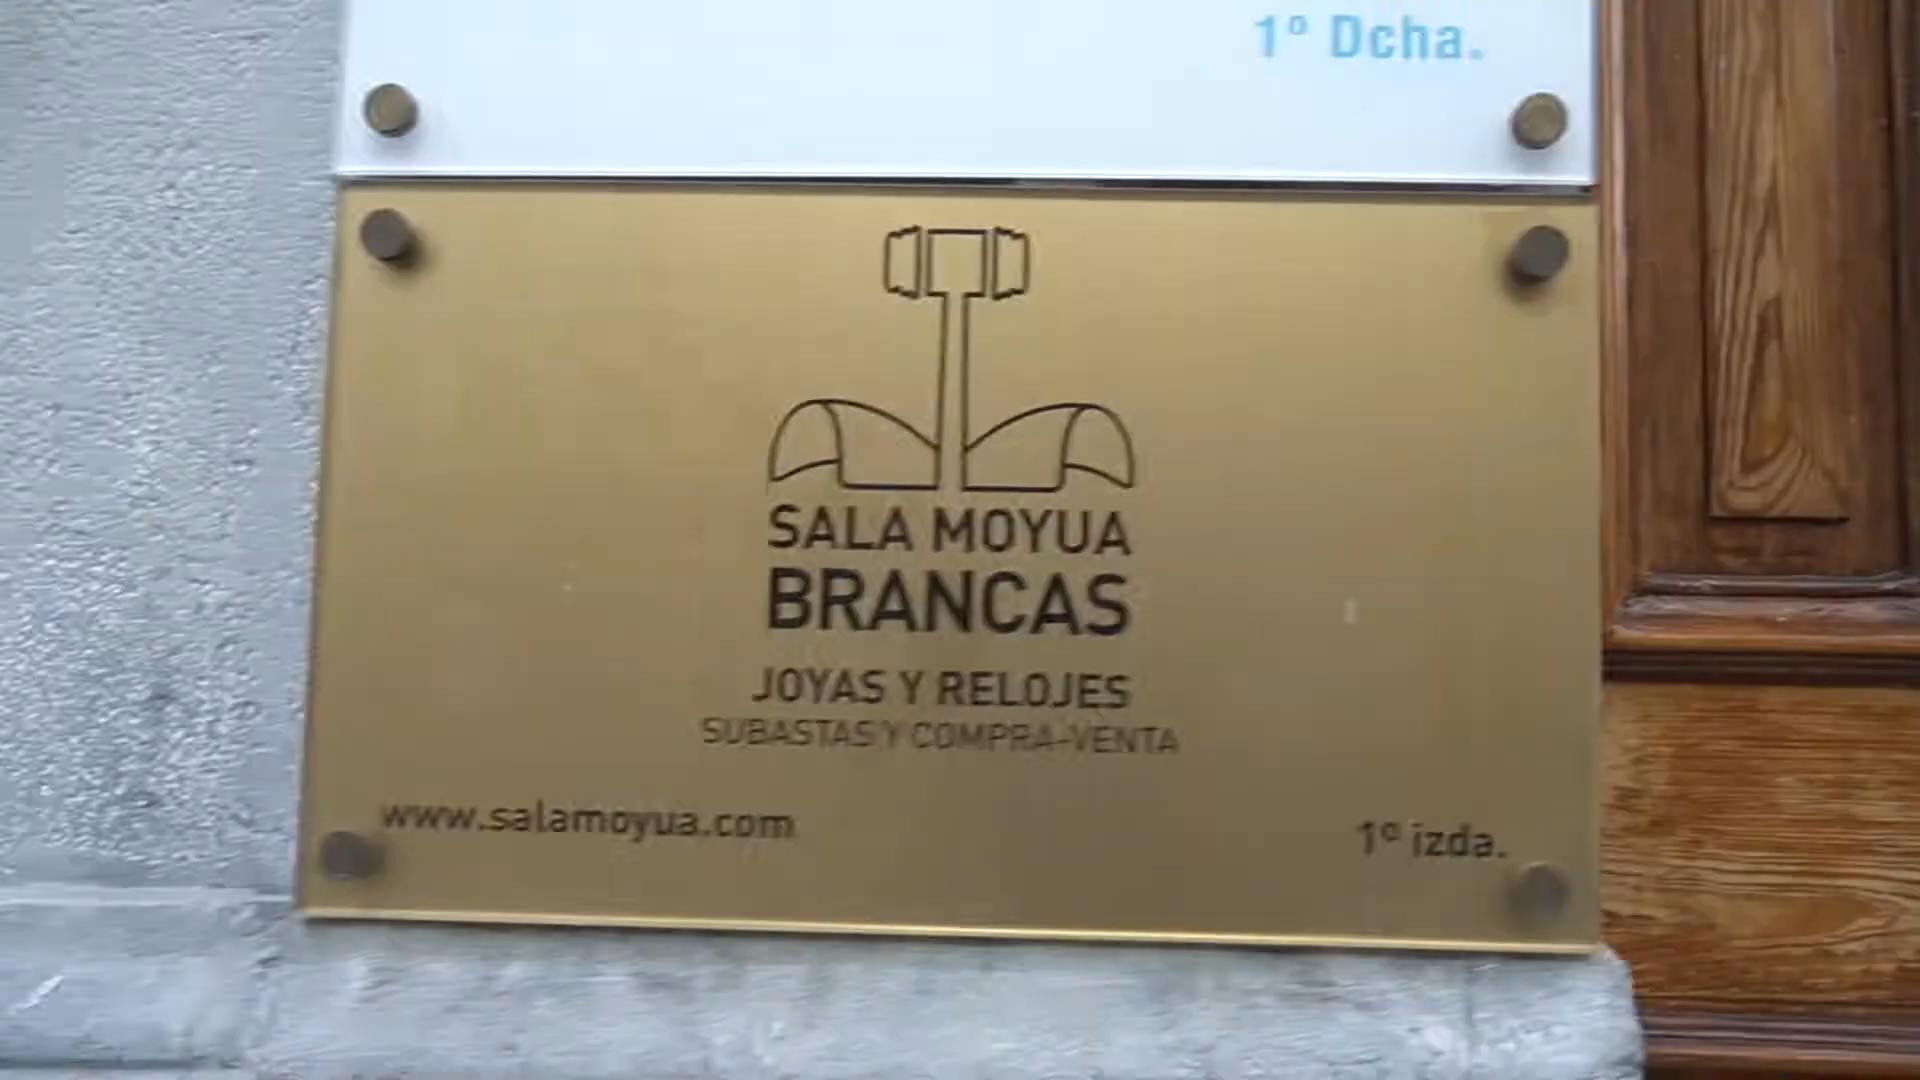 1º Dcha.
SALA MOYUA
BRANCAS
JOYAS Y RELOJES
SUBASTAS Y COMPRA-VENTA
www.salamoyua.com
1º izda.